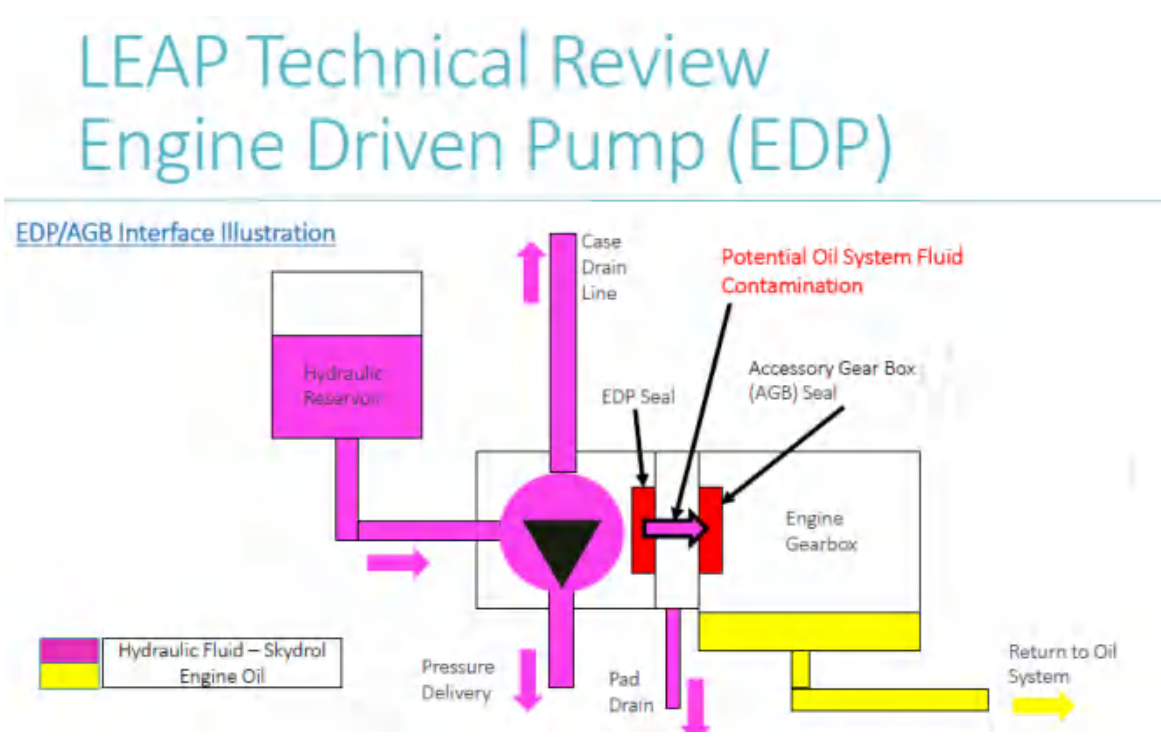 LEAP Technical Review
Engine Driven Pump (EDP)
EDP/AGB Interface Illustration
Case
Drain
Line
Potential Oil System Fluid
Contamination
Hydraulic
Reservoir
EDP Seal
Accessory Gear Box
(AGB) Seal
Engine
Gearbox
Hydraulic Fluid – Skydrol
Engine Oil
Pressure
Delivery
Pad
Drain
Return to Oil
System